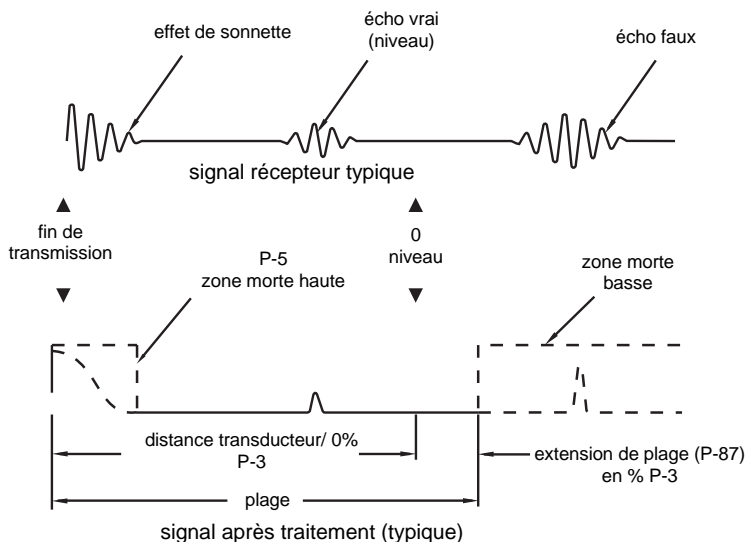 effet de sonnette
écho vrai
(niveau)
écho faux
signal récepteur typique
fin de
transmission
0
niveau
P-5
zone morte haute
zone morte
basse
distance transducteur/ 0%
P-3
extension de plage (P-87)
en % P-3
plage
signal après traitement (typique)